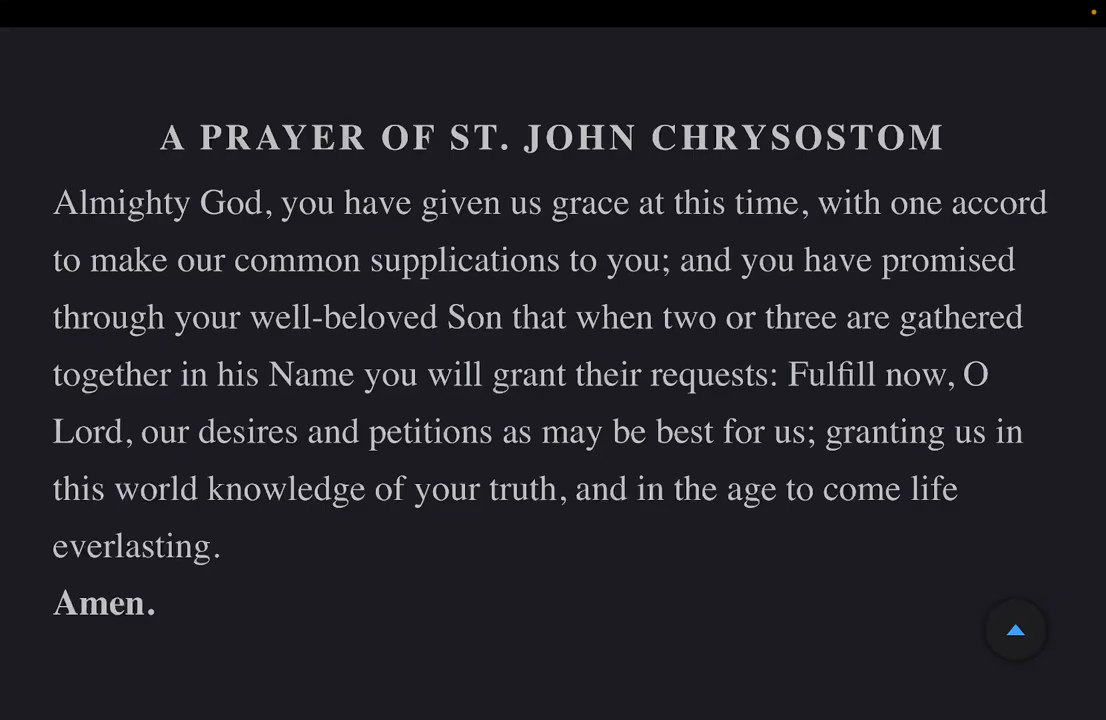 A PRAYER OF ST. JOHN CHRYSOSTOM
Almighty God, you have given us grace at this time, with one accord
to make our common supplications to you; and you have promised
through your well-beloved Son that when two or three are gathered
together in his Name you will grant their requests: Fulfill now, O
Lord, our desires and petitions as may be best for us; granting us in
this world knowledge of your truth, and in the age to come life
everlasting.
Amen.